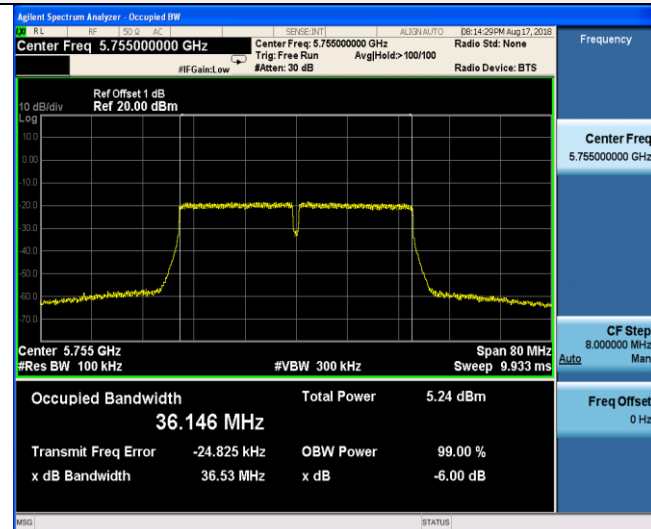 Agilent Spectrum Analyzer - Occupied BW
RL RF 50 Ω AC SENSE:INT ALIGN AUTO 08:14:29PM Aug 17, 2018
Center Freq 5.755000000 GHz
Center Freq: 5.755000000 GHz
Radio Std: None
Trig: Free Run Avg|Hold:>100/100
#IFGain:Low #Atten: 30 dB Radio Device: BTS
Frequency
Ref Offset 1 dB
10 dB/div Ref 20.00 dBm
Log
10.0
0.00
-10.0
-20.0
-30.0
-40.0
-50.0
-60.0
-70.0
Center Freq
5.755000000 GHz
Center 5.755 GHz Span 80 MHz
#Res BW 100 kHz #VBW 300 kHz Sweep 9.933 ms
CF Step
8.000000 MHz
Auto Man
Occupied Bandwidth Total Power 5.24 dBm
36.146 MHz
Transmit Freq Error -24.825 kHz OBW Power 99.00 %
x dB Bandwidth 36.53 MHz x dB -6.00 dB
Freq Offset
0 Hz
MSG STATUS